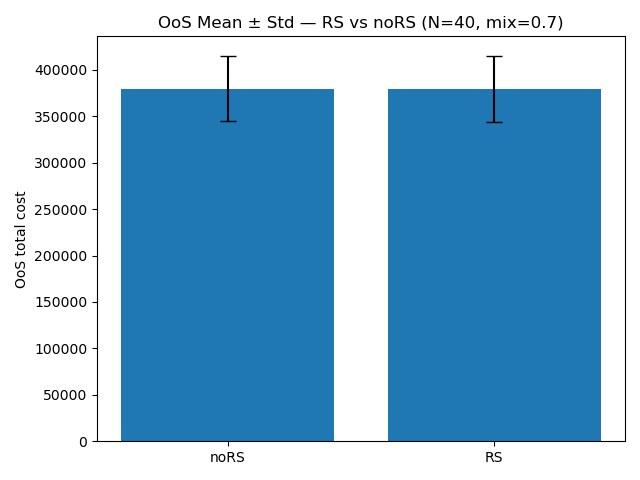 OoS Mean ± Std — RS vs noRS (N=40, mix=0.7)
OoS total cost
400000
350000
300000
250000
200000
150000
100000
50000
0
noRS
RS